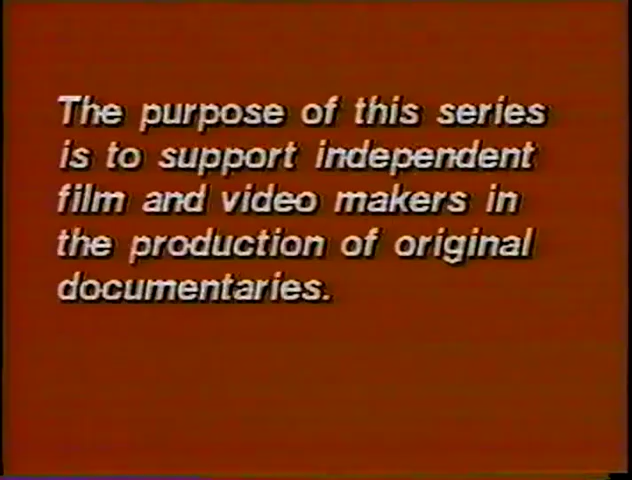 The purpose of this series
is to support independent
film and video makers in
the production of original
documentaries.